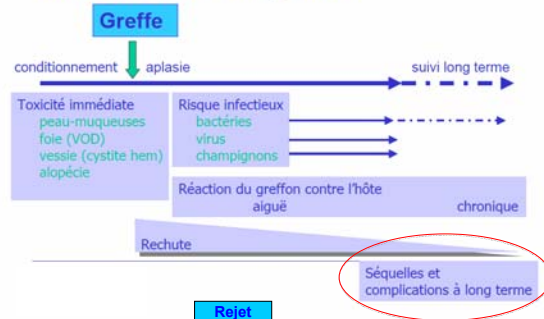 Greffe
conditionnement aplasie suivi long terme
Toxicité immédiate
peau-muqueuses
foie (VOD)
vessie (cystite hem)
alopécie
Risque infectieux
bactéries
virus
champignons
Réaction du greffon contre l'hôte
aiguë chronique
Rechute
Séquelles et
complications à long terme
Rejet